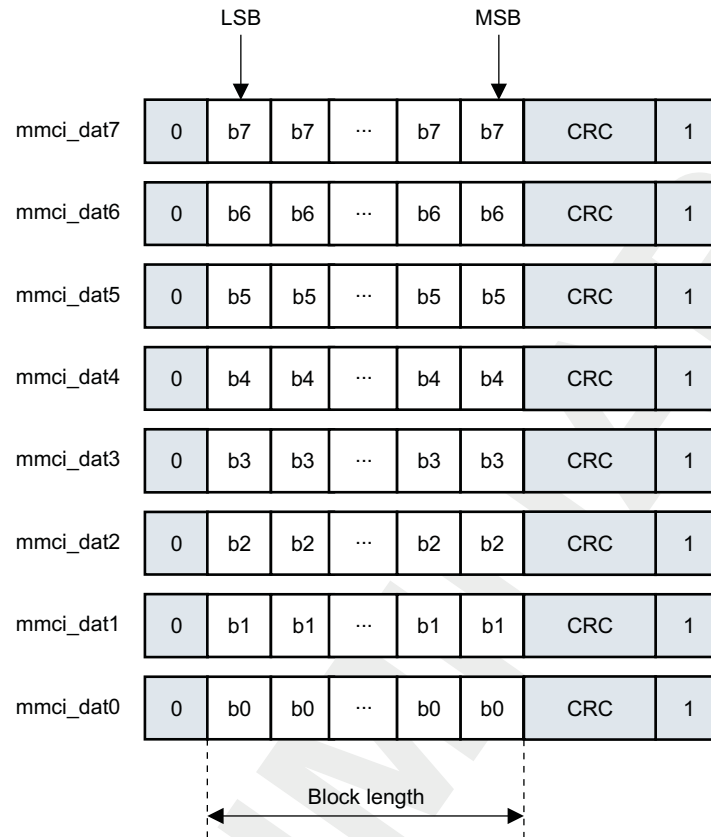 LSB MSB
mmci_dat7 0 b7 b7 ... b7 b7 CRC 1
mmci_dat6 0 b6 b6 ... b6 b6 CRC 1
mmci_dat5 0 b5 b5 ... b5 b5 CRC 1
mmci_dat4 0 b4 b4 ... b4 b4 CRC 1
mmci_dat3 0 b3 b3 ... b3 b3 CRC 1
mmci_dat2 0 b2 b2 ... b2 b2 CRC 1
mmci_dat1 0 b1 b1 ... b1 b1 CRC 1
mmci_dat0 0 b0 b0 ... b0 b0 CRC 1
Block length